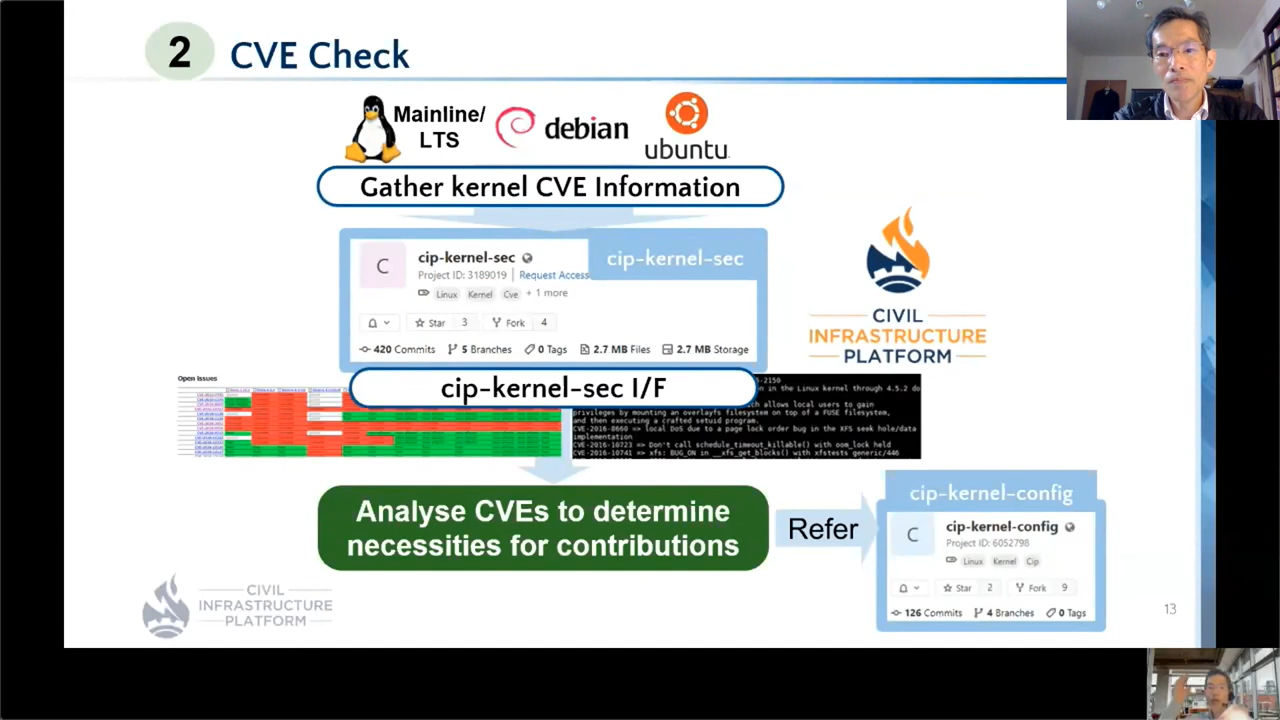 2 CVE Check
Mainline/
LTS
debian
ubuntu
Gather kernel CVE Information
cip-kernel-sec
C
cip-kernel-sec
Project ID: 3189019 | Request Access
Linux Kernel Cve + 1 more
Star 3 Fork 4
420 Commits 5 Branches 0 Tags 2.7 MB Files 2.7 MB Storage
CIVIL
INFRASTRUCTURE
PLATFORM
Open Issues
cip-kernel-sec I/F
-2150
on in the Linux kernel through 4.5.2 do
ch allows local users to gain
privileges by mounting an overlayfs filesystem on top of a FUSE filesystem,
and then executing a crafted setuid program.
CVE-2016-8660 => local DoS due to a page lock order bug in the XFS seek hole/data
implementation
CVE-2016-10723 => Don't call schedule_timeout_killable() with oom_lock held
CVE-2016-10741 => xfs: BUG_ON in __xfs_get_blocks() with xfstests generic/446
Analyse CVEs to determine
necessities for contributions
Refer
cip-kernel-config
C
cip-kernel-config
Project ID: 6052798
Linux Kernel Cip
Star 2 Fork 9
126 Commits 4 Branches 0 Tags
CIVIL
INFRASTRUCTURE
PLATFORM
13